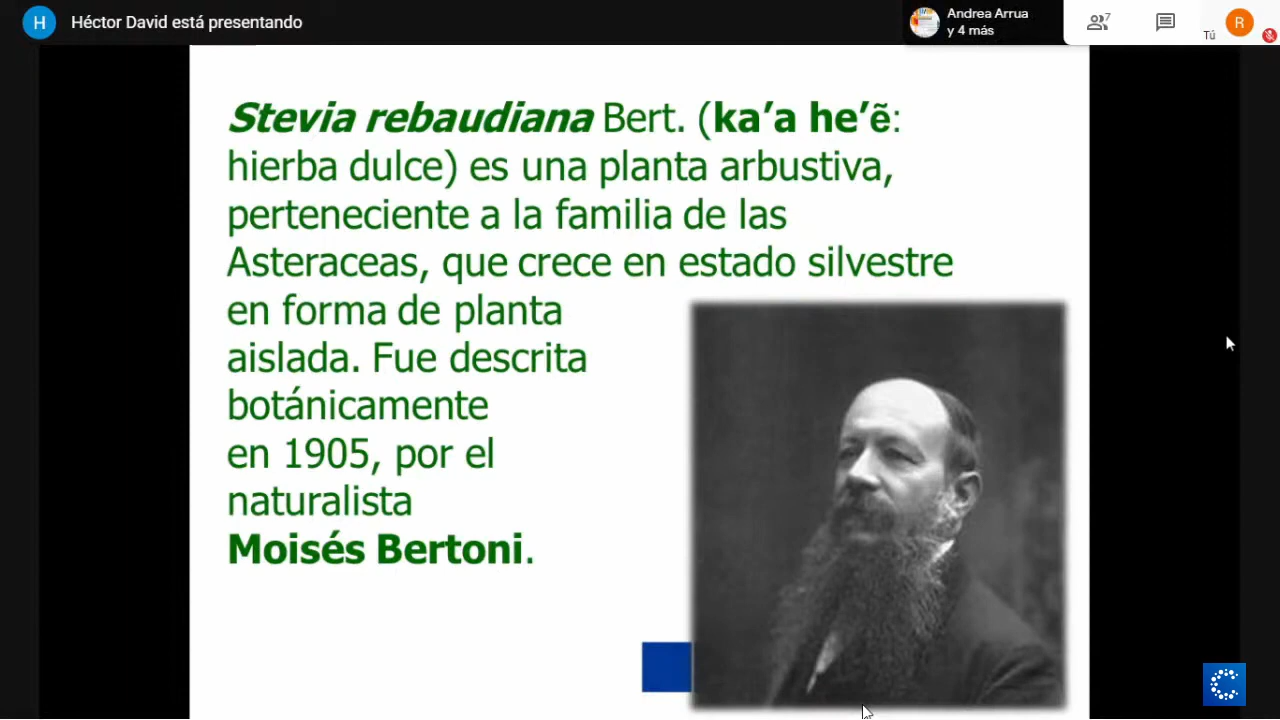 H Héctor David está presentando
Andrea Arrua
y 4 más
7
Tú
R
Stevia rebaudiana Bert. (ka’a he’ẽ:
hierba dulce) es una planta arbustiva,
perteneciente a la familia de las
Asteraceas, que crece en estado silvestre
en forma de planta
aislada. Fue descrita
botánicamente
en 1905, por el
naturalista
Moisés Bertoni.